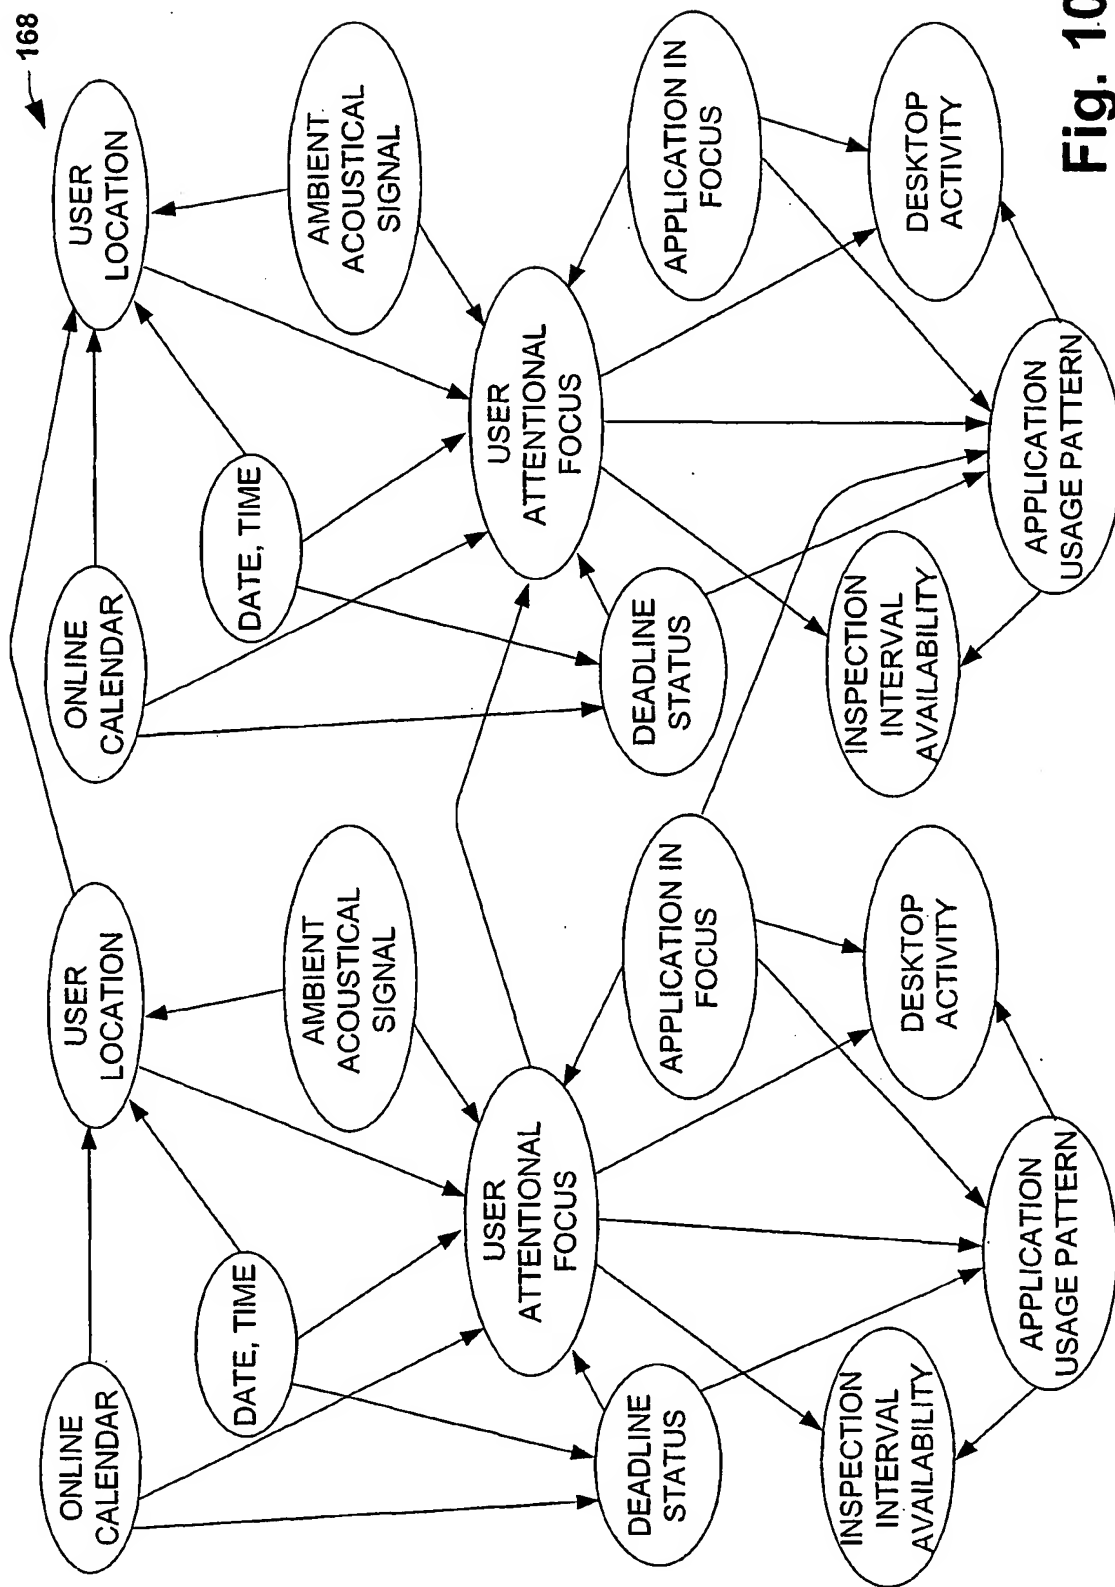 168
USER
LOCATION
ONLINE
CALENDAR
DATE, TIME
AMBIENT
ACOUSTICAL
SIGNAL
USER
ATTENTIONAL
FOCUS
DEADLINE
STATUS
APPLICATION IN
FOCUS
INSPECTION
INTERVAL
AVAILABILITY
DESKTOP
ACTIVITY
APPLICATION
USAGE PATTERN
USER
LOCATION
ONLINE
CALENDAR
DATE, TIME
AMBIENT
ACOUSTICAL
SIGNAL
USER
ATTENTIONAL
FOCUS
DEADLINE
STATUS
APPLICATION IN
FOCUS
INSPECTION
INTERVAL
AVAILABILITY
DESKTOP
ACTIVITY
APPLICATION
USAGE PATTERN
Fig. 10